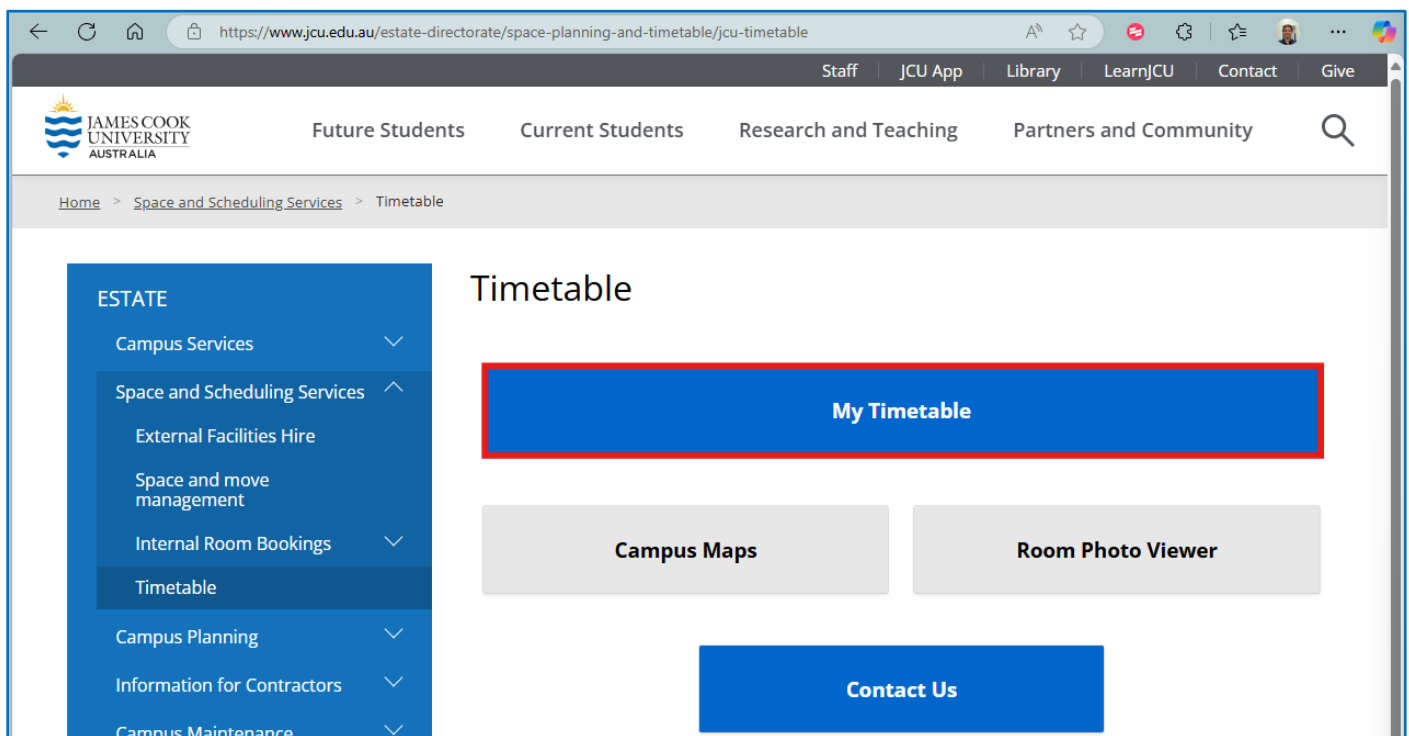 https://www.jcu.edu.au/estate-directorate/space-planning-and-timetable/jcu-timetable
Staff
JCU App
Library
LearnJCU
Contact
Give
JAMES COOK
UNIVERSITY
AUSTRALIA
Future Students
Current Students
Research and Teaching
Partners and Community
Home > Space and Scheduling Services > Timetable
ESTATE
Campus Services
Space and Scheduling Services
External Facilities Hire
Space and move
management
Internal Room Bookings
Timetable
Campus Planning
Information for Contractors
Campus Maintenance
Timetable
My Timetable
Campus Maps
Room Photo Viewer
Contact Us